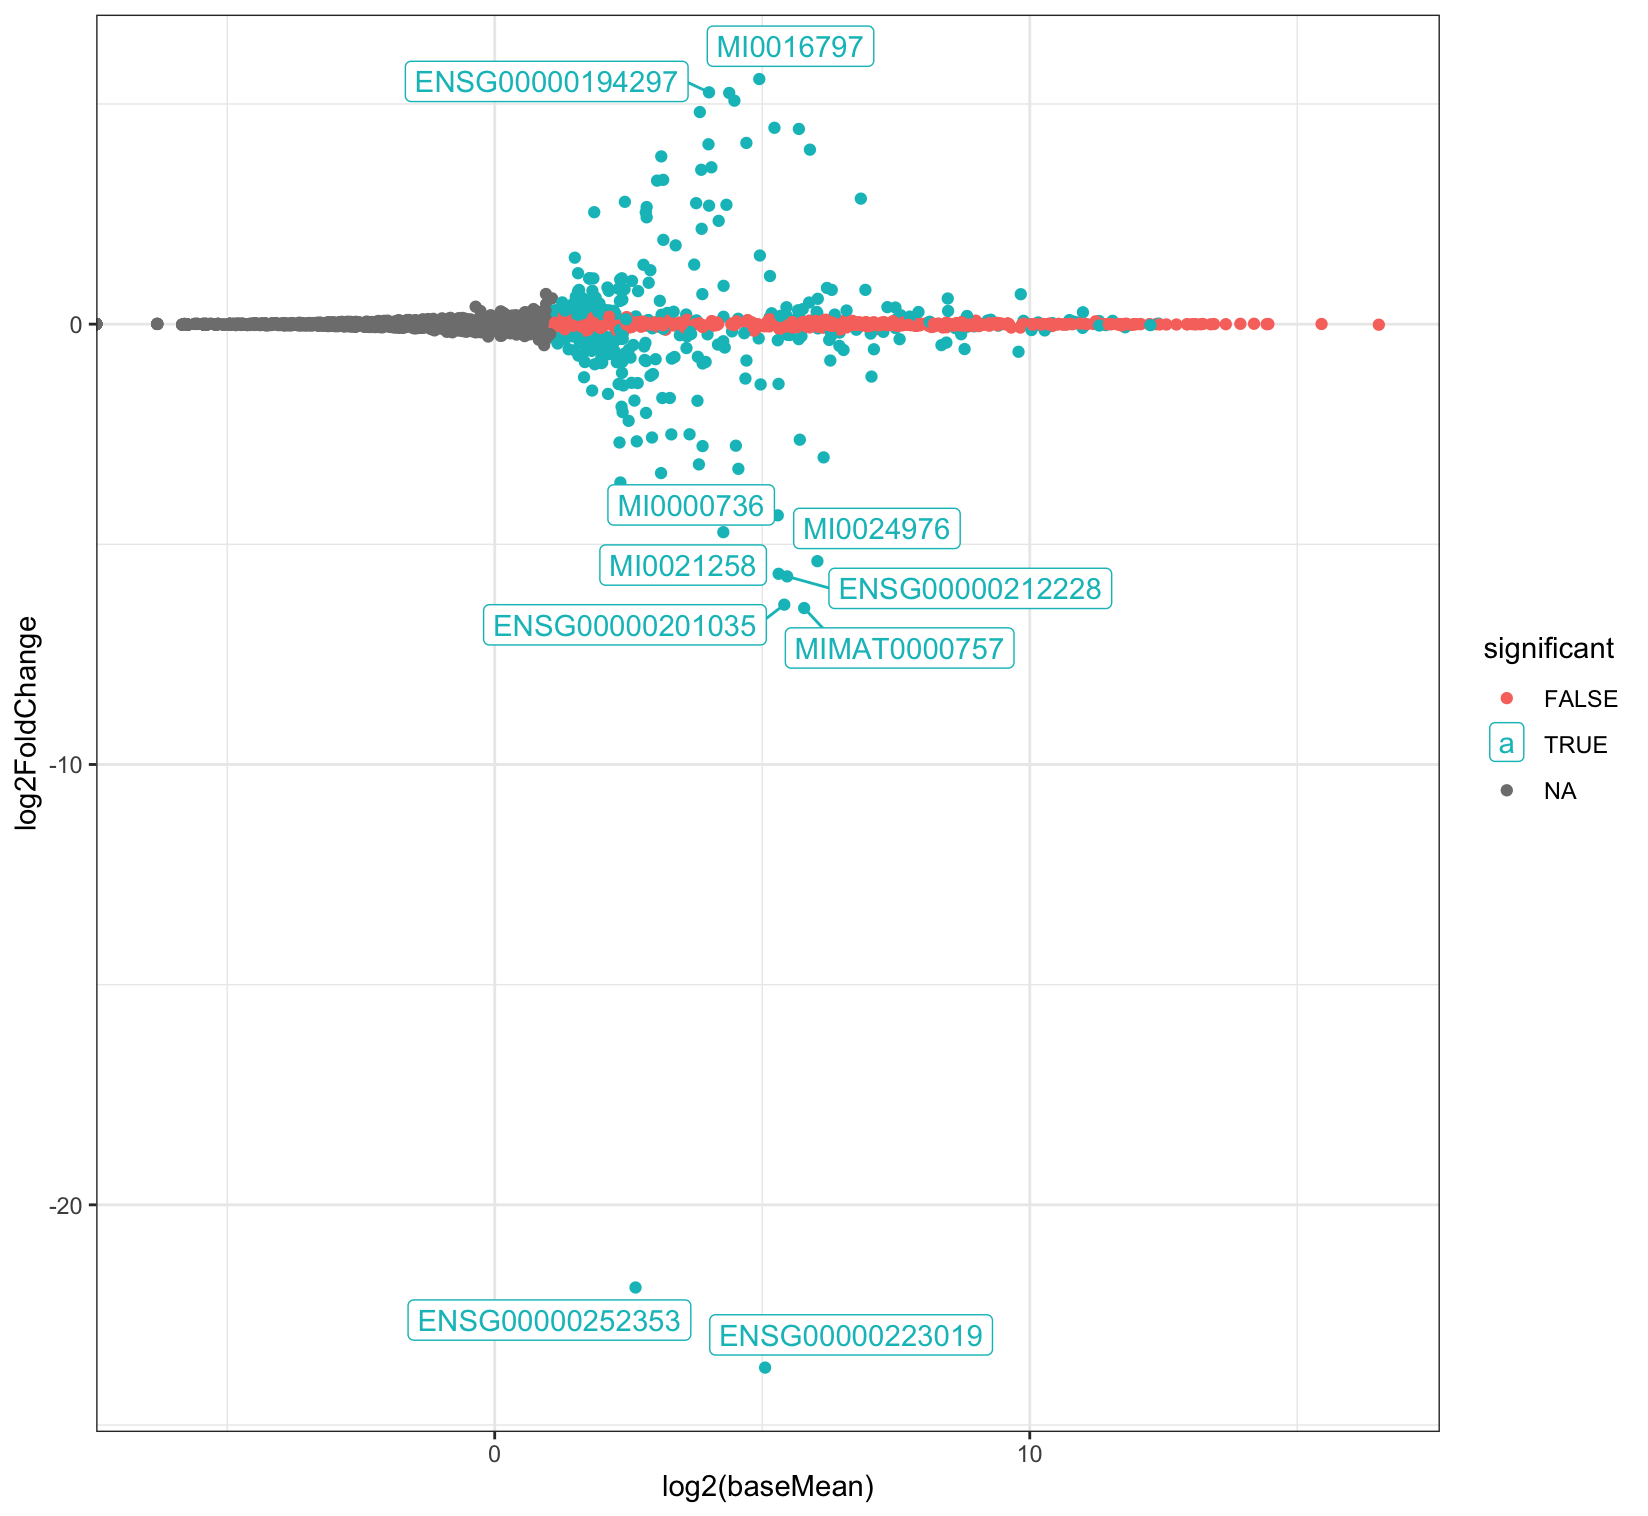 MI0016797
ENSG00000194297
0
MI0000736
MI0024976
MI0021258
ENSG00000212228
ENSG00000201035
MIMAT0000757
-10
-20
ENSG00000252353
ENSG00000223019
0
10
log2(baseMean)
log2FoldChange
significant
FALSE
a TRUE
NA